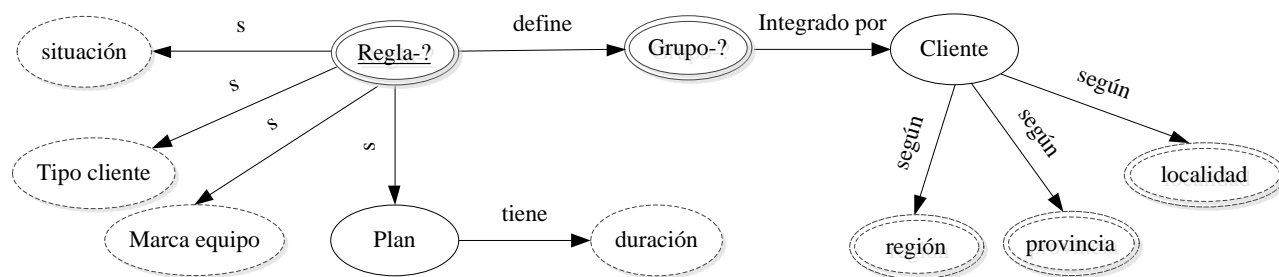 s
define
Integrado por
situación
Regla-?
Grupo-?
Cliente
s
s
s
según
según
según
Tipo cliente
localidad
tiene
Marca equipo
Plan
duración
región
provincia